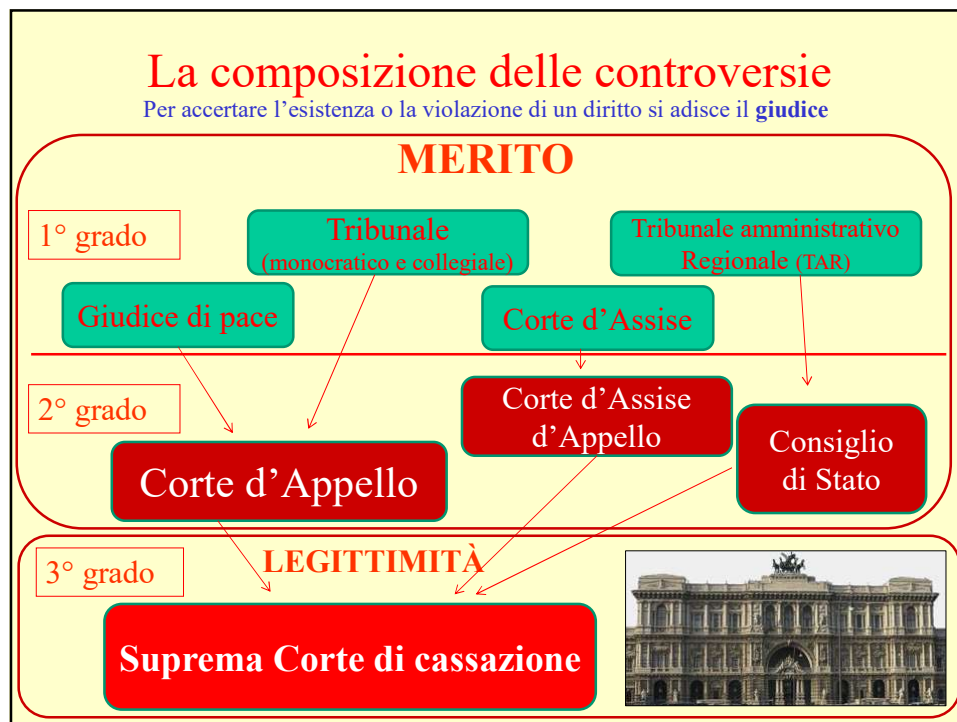 La composizione delle controversie
Per accertare l’esistenza o la violazione di un diritto si adisce il giudice
MERITO
1° grado
Tribunale
(monocratico e collegiale)
Tribunale amministrativo
Regionale (TAR)
Giudice di pace
Corte d’Assise
2° grado
Corte d’Assise
d’Appello
Consiglio
di Stato
Corte d’Appello
LEGITTIMITÀ
3° grado
Suprema Corte di cassazione